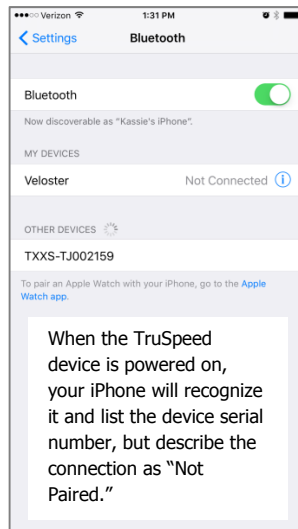 Verizon 1:31 PM
Settings Bluetooth
Bluetooth
Now discoverable as "Kassie's iPhone".
MY DEVICES
Veloster Not Connected
OTHER DEVICES
TXXS-TJ002159
To pair an Apple Watch with your iPhone, go to the Apple
Watch app.
When the TruSpeed
device is powered on,
your iPhone will recognize
it and list the device serial
number, but describe the
connection as “Not
Paired.”